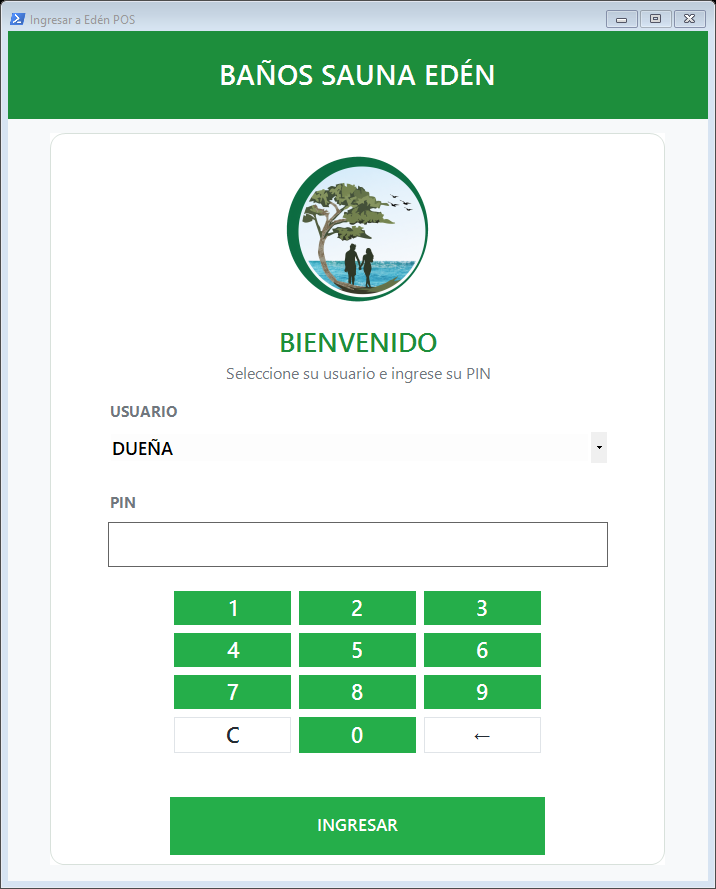 Ingresar a Edén POS
BAÑOS SAUNA EDÉN
BIENVENIDO
Seleccione su usuario e ingrese su PIN
USUARIO
DUEÑA
PIN
1 2 3
4 5 6
7 8 9
C 0 ←
INGRESAR